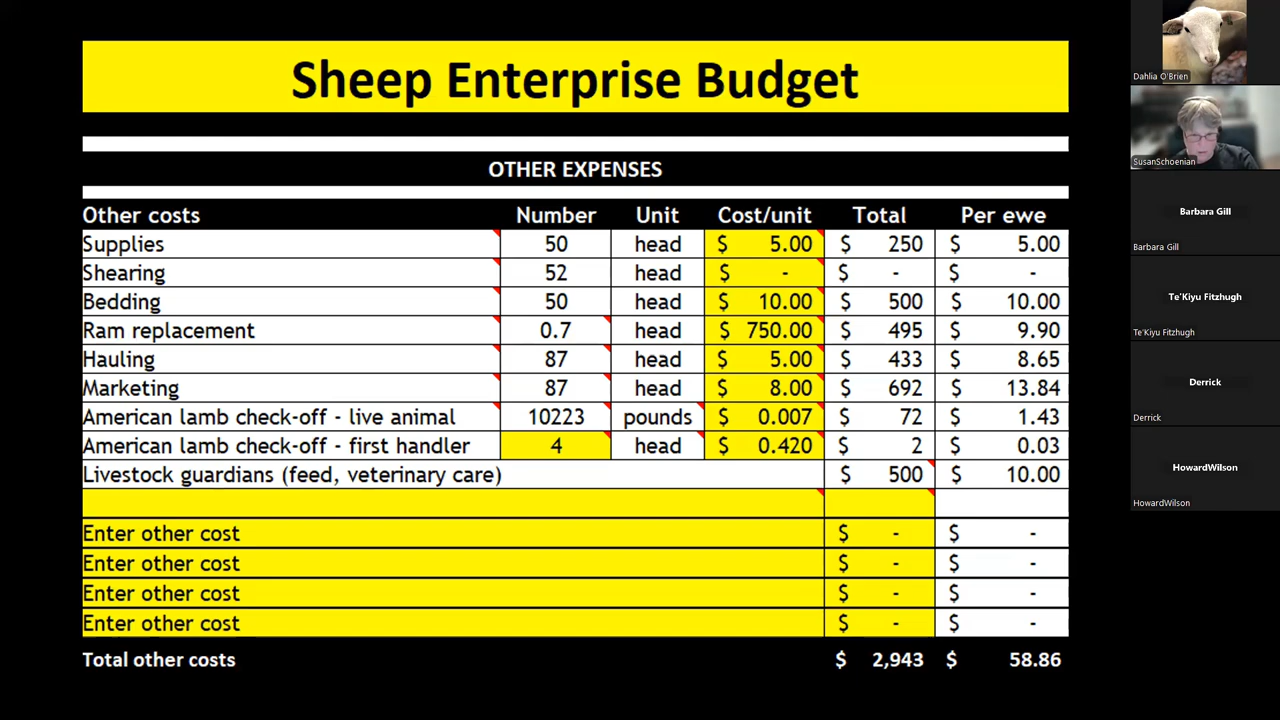 Sheep Enterprise Budget
OTHER EXPENSES
Other costs Number Unit Cost/unit Total Per ewe
Supplies 50 head $ 5.00 $ 250 $ 5.00
Shearing 52 head $ - $ - $ -
Bedding 50 head $ 10.00 $ 500 $ 10.00
Ram replacement 0.7 head $ 750.00 $ 495 $ 9.90
Hauling 87 head $ 5.00 $ 433 $ 8.65
Marketing 87 head $ 8.00 $ 692 $ 13.84
American lamb check-off - live animal 10223 pounds $ 0.007 $ 72 $ 1.43
American lamb check-off - first handler 4 head $ 0.420 $ 2 $ 0.03
Livestock guardians (feed, veterinary care) $ 500 $ 10.00
Enter other cost $ - $ -
Enter other cost $ - $ -
Enter other cost $ - $ -
Enter other cost $ - $ -
Total other costs $ 2,943 $ 58.86
Dahlia O'Brien
SusanSchoenian
Barbara Gill
Barbara Gill
Te'Kiyu Fitzhugh
Te'Kiyu Fitzhugh
Derrick
Derrick
HowardWilson
HowardWilson